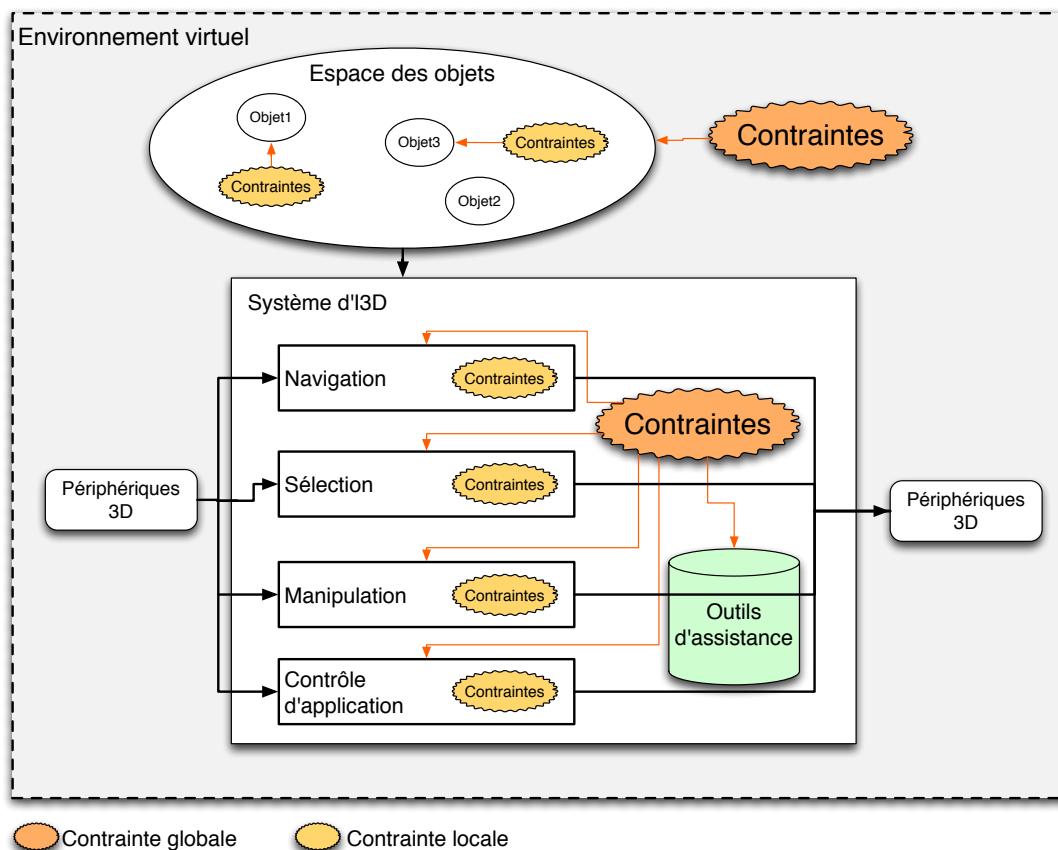 Environnement virtuel
Espace des objets
Objet1
Objet3
Contraintes
Contraintes
Contraintes
Objet2
Système d'I3D
Navigation
Contraintes
Contraintes
Sélection
Contraintes
Périphériques
3D
Périphériques
3D
Manipulation
Contraintes
Outils
d'assistance
Contrôle
d'application
Contraintes
Contrainte globale
Contrainte locale